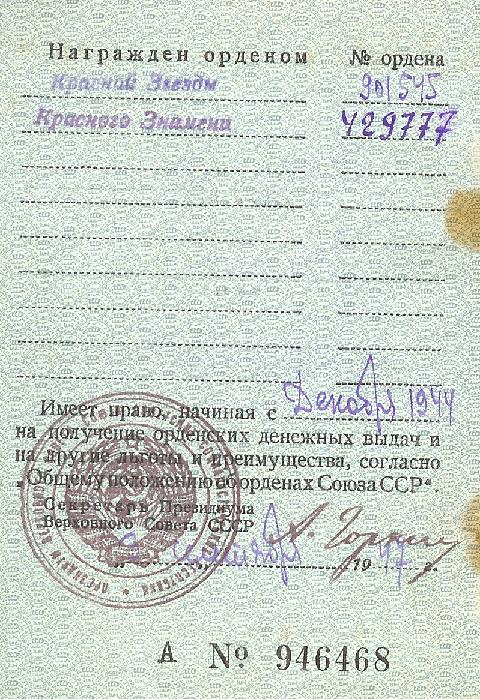 Награжден орденом № ордена
Красной Звезды 901575
Красного Знамени 429777
Имеет право, начиная с Декабря 1944
на получение орденских денежных выдач и
на другие льготы и преимущества, согласно
„Общему положению об орденах Союза ССР“.
Секретарь Президиума
Верховного Совета СССР А. Горкин
1947 г.
А № 946468